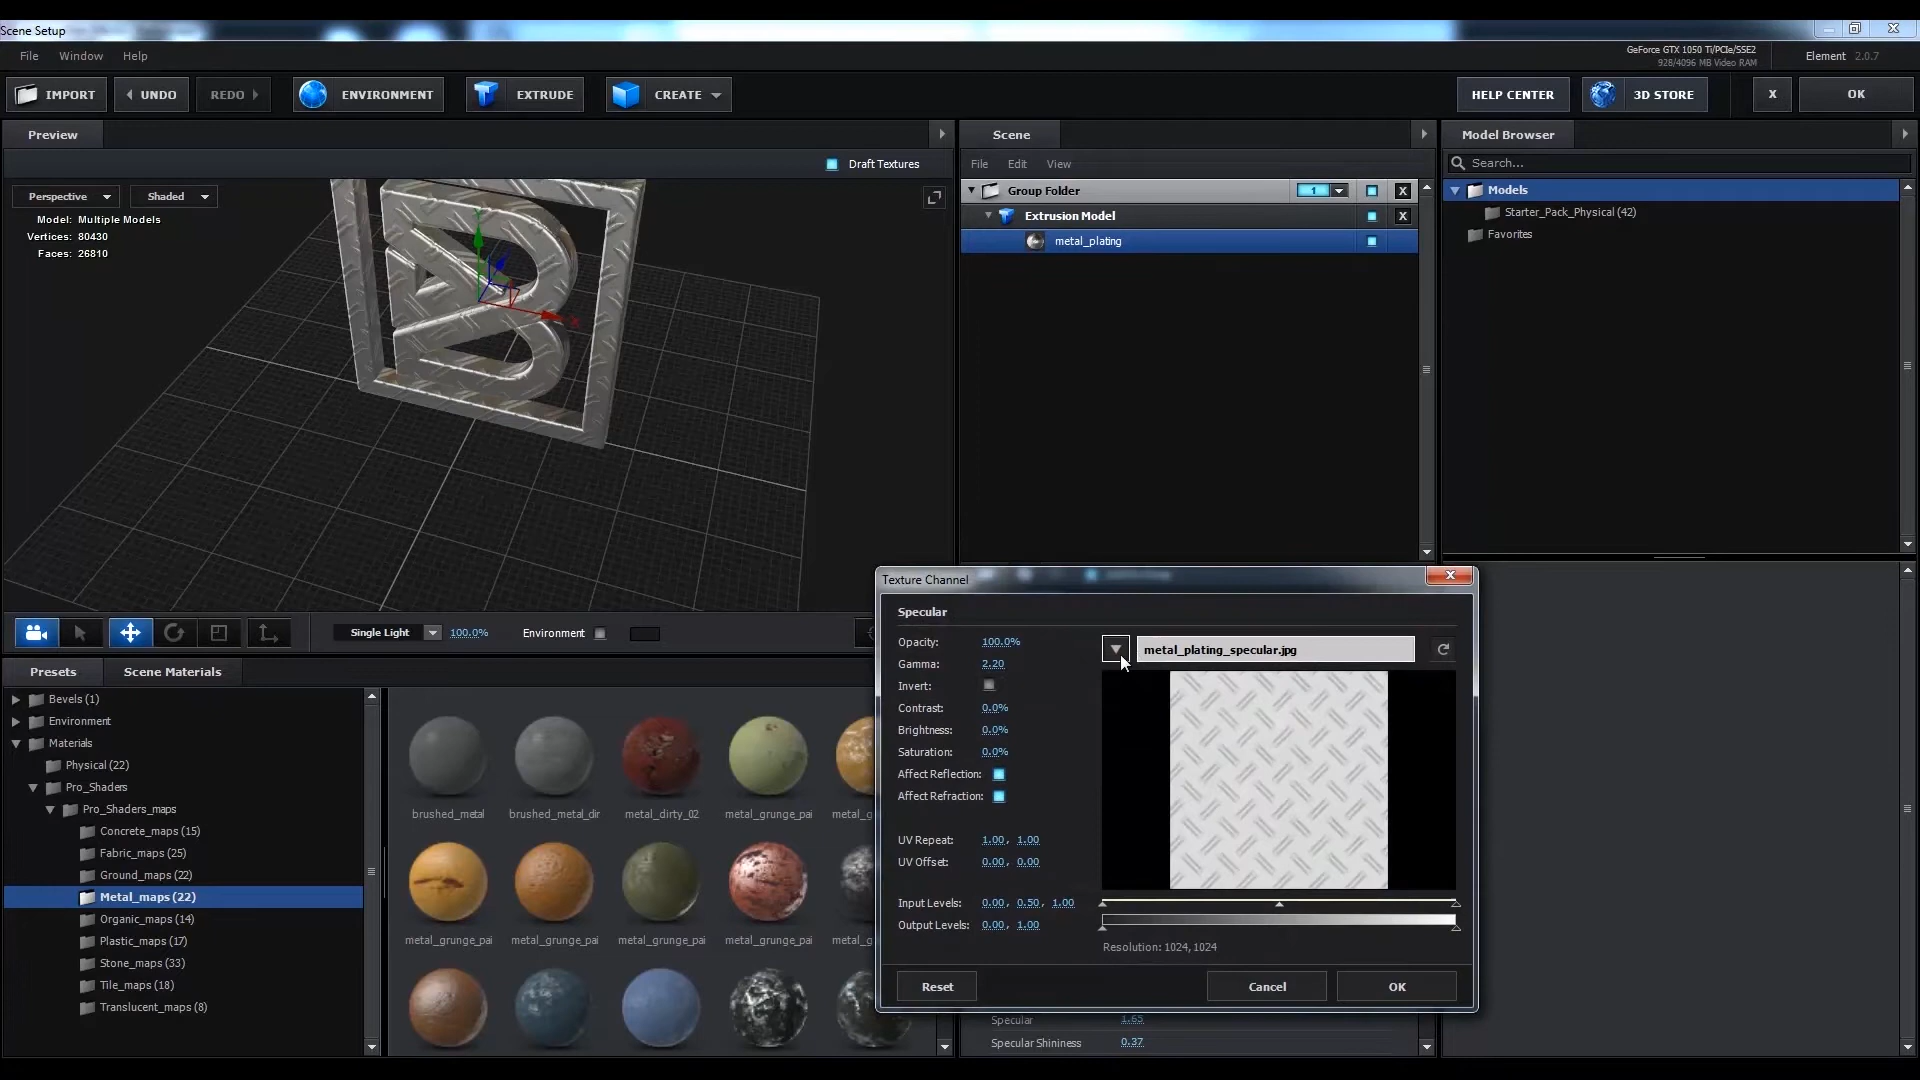 Scene Setup
File Window Help
GeForce GTX 1050 Ti/PCIe/SSE2
928/4096 MB Video RAM
Element 2.0.7
IMPORT
UNDO
REDO
ENVIRONMENT
EXTRUDE
CREATE
HELP CENTER
3D STORE
X
OK
Preview
Draft Textures
Perspective
Shaded
Model: Multiple Models
Vertices: 80430
Faces: 26810
Y
X
Single Light
100.0%
Environment
Scene
File Edit View
Group Folder
1
X
Extrusion Model
X
metal_plating
Model Browser
Search...
Models
Starter_Pack_Physical (42)
Favorites
Presets
Scene Materials
Bevels (1)
Environment
Materials
Physical (22)
Pro_Shaders
Pro_Shaders_maps
Concrete_maps (15)
Fabric_maps (25)
Ground_maps (22)
Metal_maps (22)
Organic_maps (14)
Plastic_maps (17)
Stone_maps (33)
Tile_maps (18)
Translucent_maps (8)
brushed_metal
brushed_metal_dir
metal_dirty_02
metal_grunge_pai
metal_g
metal_grunge_pai
metal_grunge_pai
metal_grunge_pai
metal_grunge_pai
metal_g
Texture Channel
X
Specular
Opacity: 100.0%
Gamma: 2.20
Invert:
Contrast: 0.0%
Brightness: 0.0%
Saturation: 0.0%
Affect Reflection:
Affect Refraction:
UV Repeat: 1.00, 1.00
UV Offset: 0.00, 0.00
Input Levels: 0.00, 0.50, 1.00
Output Levels: 0.00, 1.00
metal_plating_specular.jpg
Resolution: 1024, 1024
Reset
Cancel
OK
Specular 1.65
Specular Shininess 0.37